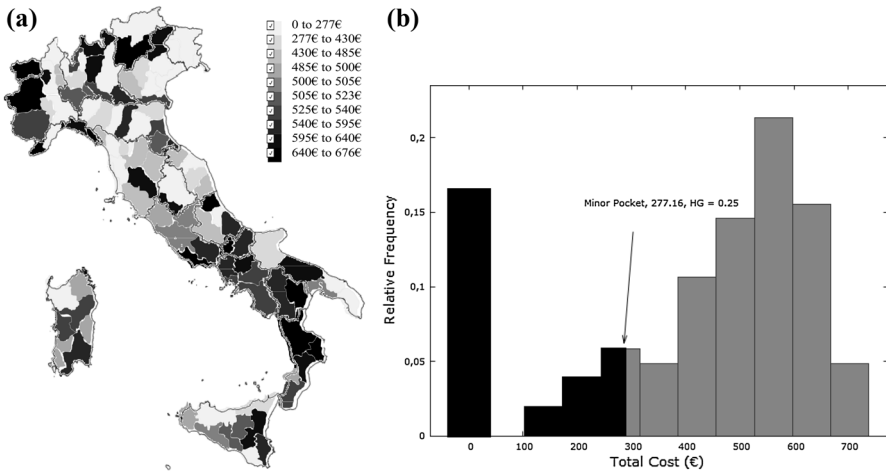 (a)
0 to 277€
277€ to 430€
430€ to 485€
485€ to 500€
500€ to 505€
505€ to 523€
525€ to 540€
540€ to 595€
595€ to 640€
640€ to 676€
(b)
Relative Frequency
0,2
0,15
0,1
0,05
0
Minor Pocket, 277.16, HG = 0.25
0 100 200 300 400 500 600 700
Total Cost (€)